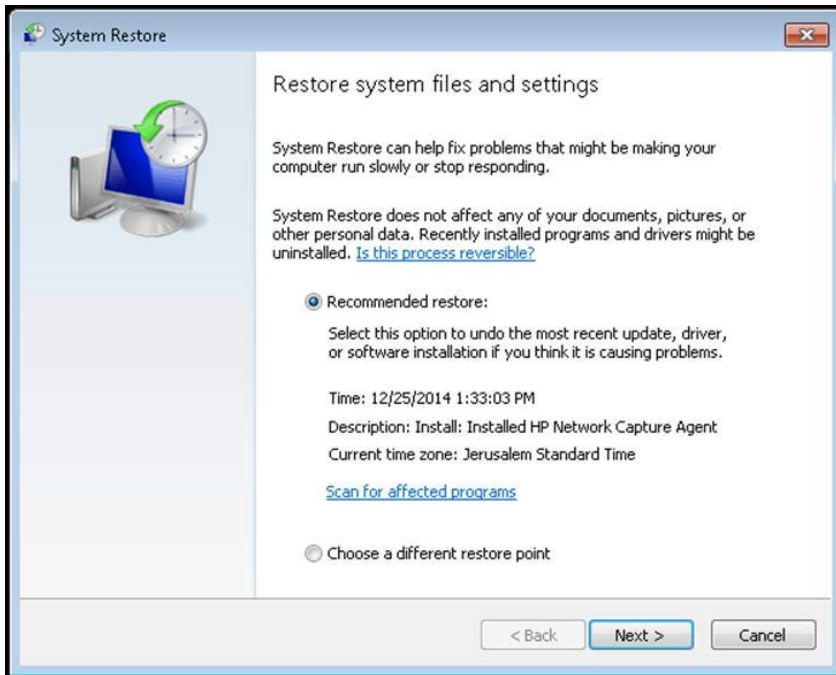 System Restore
Restore system files and settings
System Restore can help fix problems that might be making your
computer run slowly or stop responding.
System Restore does not affect any of your documents, pictures, or
other personal data. Recently installed programs and drivers might be
uninstalled. Is this process reversible?
Recommended restore:
Select this option to undo the most recent update, driver,
or software installation if you think it is causing problems.
Time: 12/25/2014 1:33:03 PM
Description: Install: Installed HP Network Capture Agent
Current time zone: Jerusalem Standard Time
Scan for affected programs
Choose a different restore point
< Back Next > Cancel